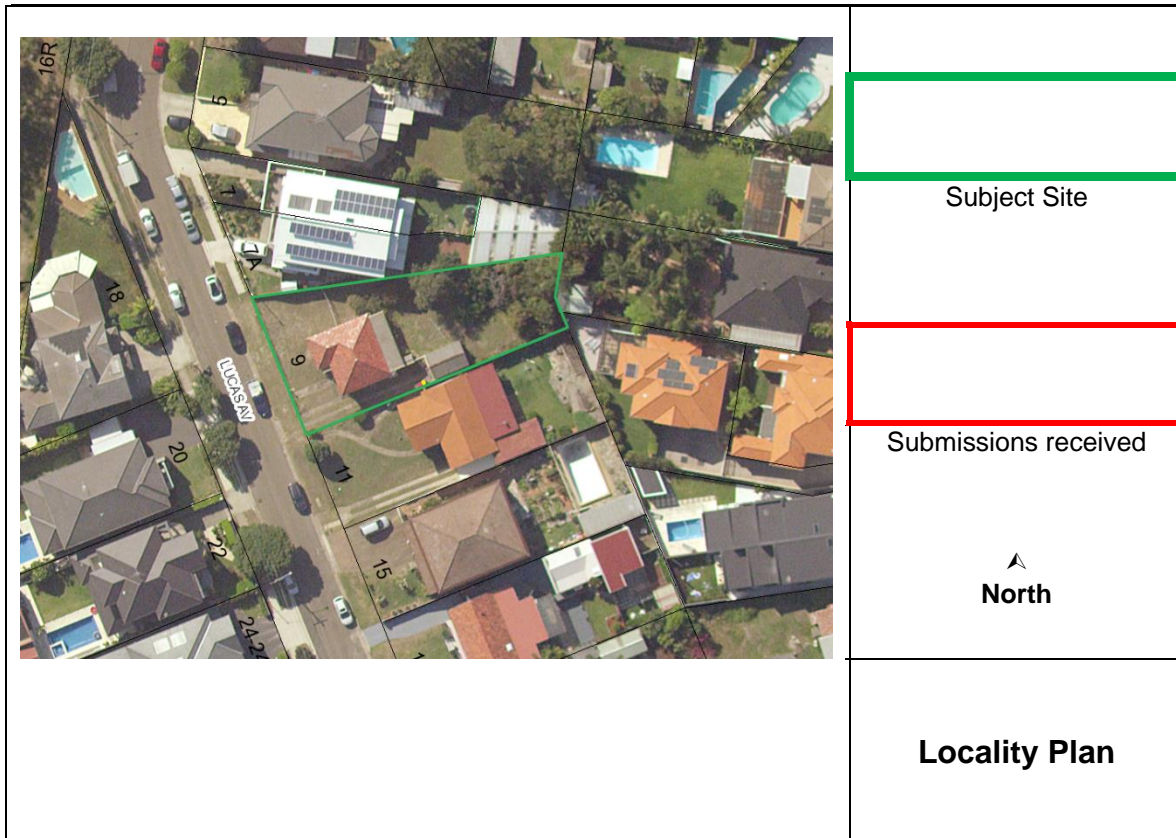 16R
5
7
7A
18
9
LUCAS AV
20
11
22
15
24-24
1
Subject Site
Submissions received
North
Locality Plan